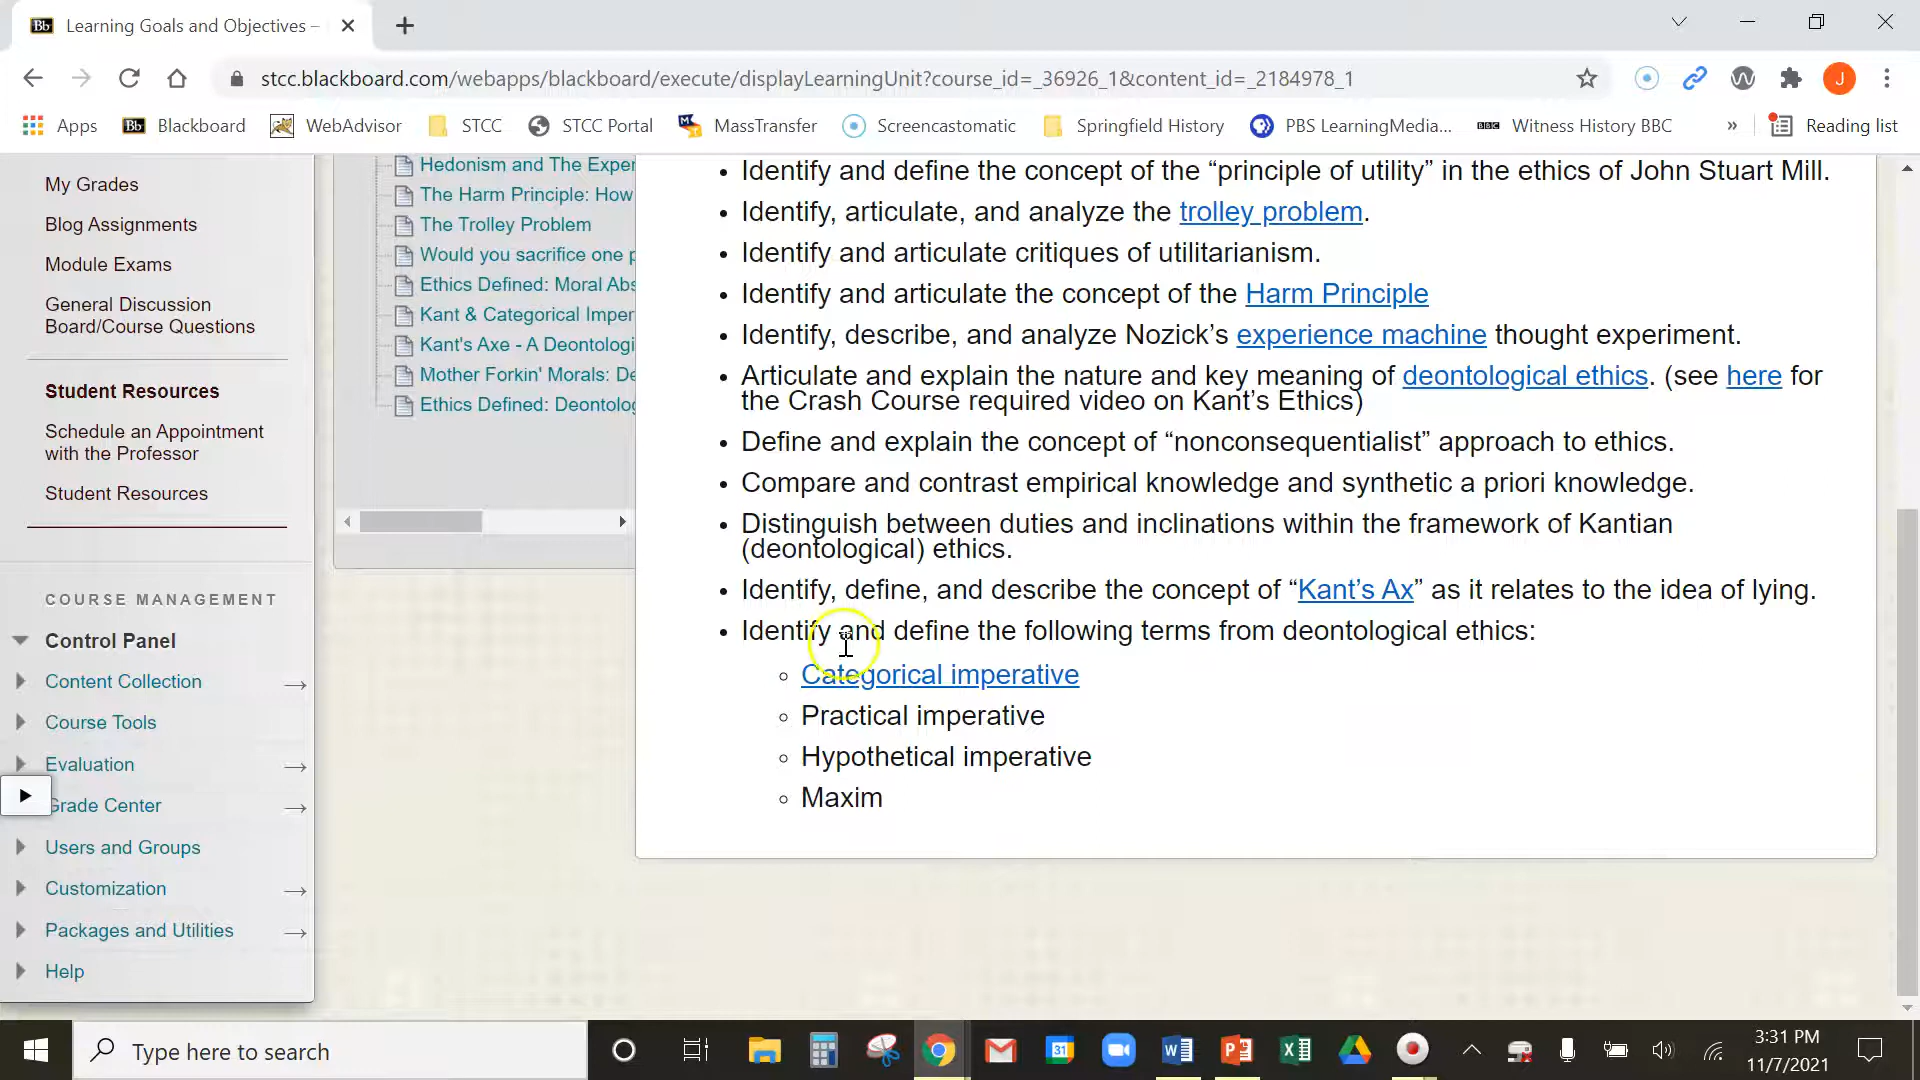 Bb Learning Goals and Objectives –
stcc.blackboard.com/webapps/blackboard/execute/displayLearningUnit?course_id=_36926_1&content_id=_2184978_1
J
Apps
Bb Blackboard
WebAdvisor
STCC
STCC Portal
MassTransfer
Screencastomatic
Springfield History
PBS LearningMedia...
BBC Witness History BBC
»
Reading list
My Grades
Blog Assignments
Module Exams
General Discussion
Board/Course Questions
Student Resources
Schedule an Appointment
with the Professor
Student Resources
COURSE MANAGEMENT
Control Panel
Content Collection
Course Tools
Evaluation
Grade Center
Users and Groups
Customization
Packages and Utilities
Help
Hedonism and The Exper
The Harm Principle: How
The Trolley Problem
Would you sacrifice one p
Ethics Defined: Moral Abs
Kant & Categorical Imper
Kant's Axe - A Deontologi
Mother Forkin' Morals: De
Ethics Defined: Deontolog
• Identify and define the concept of the “principle of utility” in the ethics of John Stuart Mill.
• Identify, articulate, and analyze the trolley problem.
• Identify and articulate critiques of utilitarianism.
• Identify and articulate the concept of the Harm Principle
• Identify, describe, and analyze Nozick’s experience machine thought experiment.
• Articulate and explain the nature and key meaning of deontological ethics. (see here for
the Crash Course required video on Kant’s Ethics)
• Define and explain the concept of “nonconsequentialist” approach to ethics.
• Compare and contrast empirical knowledge and synthetic a priori knowledge.
• Distinguish between duties and inclinations within the framework of Kantian
(deontological) ethics.
• Identify, define, and describe the concept of “Kant’s Ax” as it relates to the idea of lying.
• Identify and define the following terms from deontological ethics:
◦ Categorical imperative
◦ Practical imperative
◦ Hypothetical imperative
◦ Maxim
Type here to search
31
3:31 PM
11/7/2021